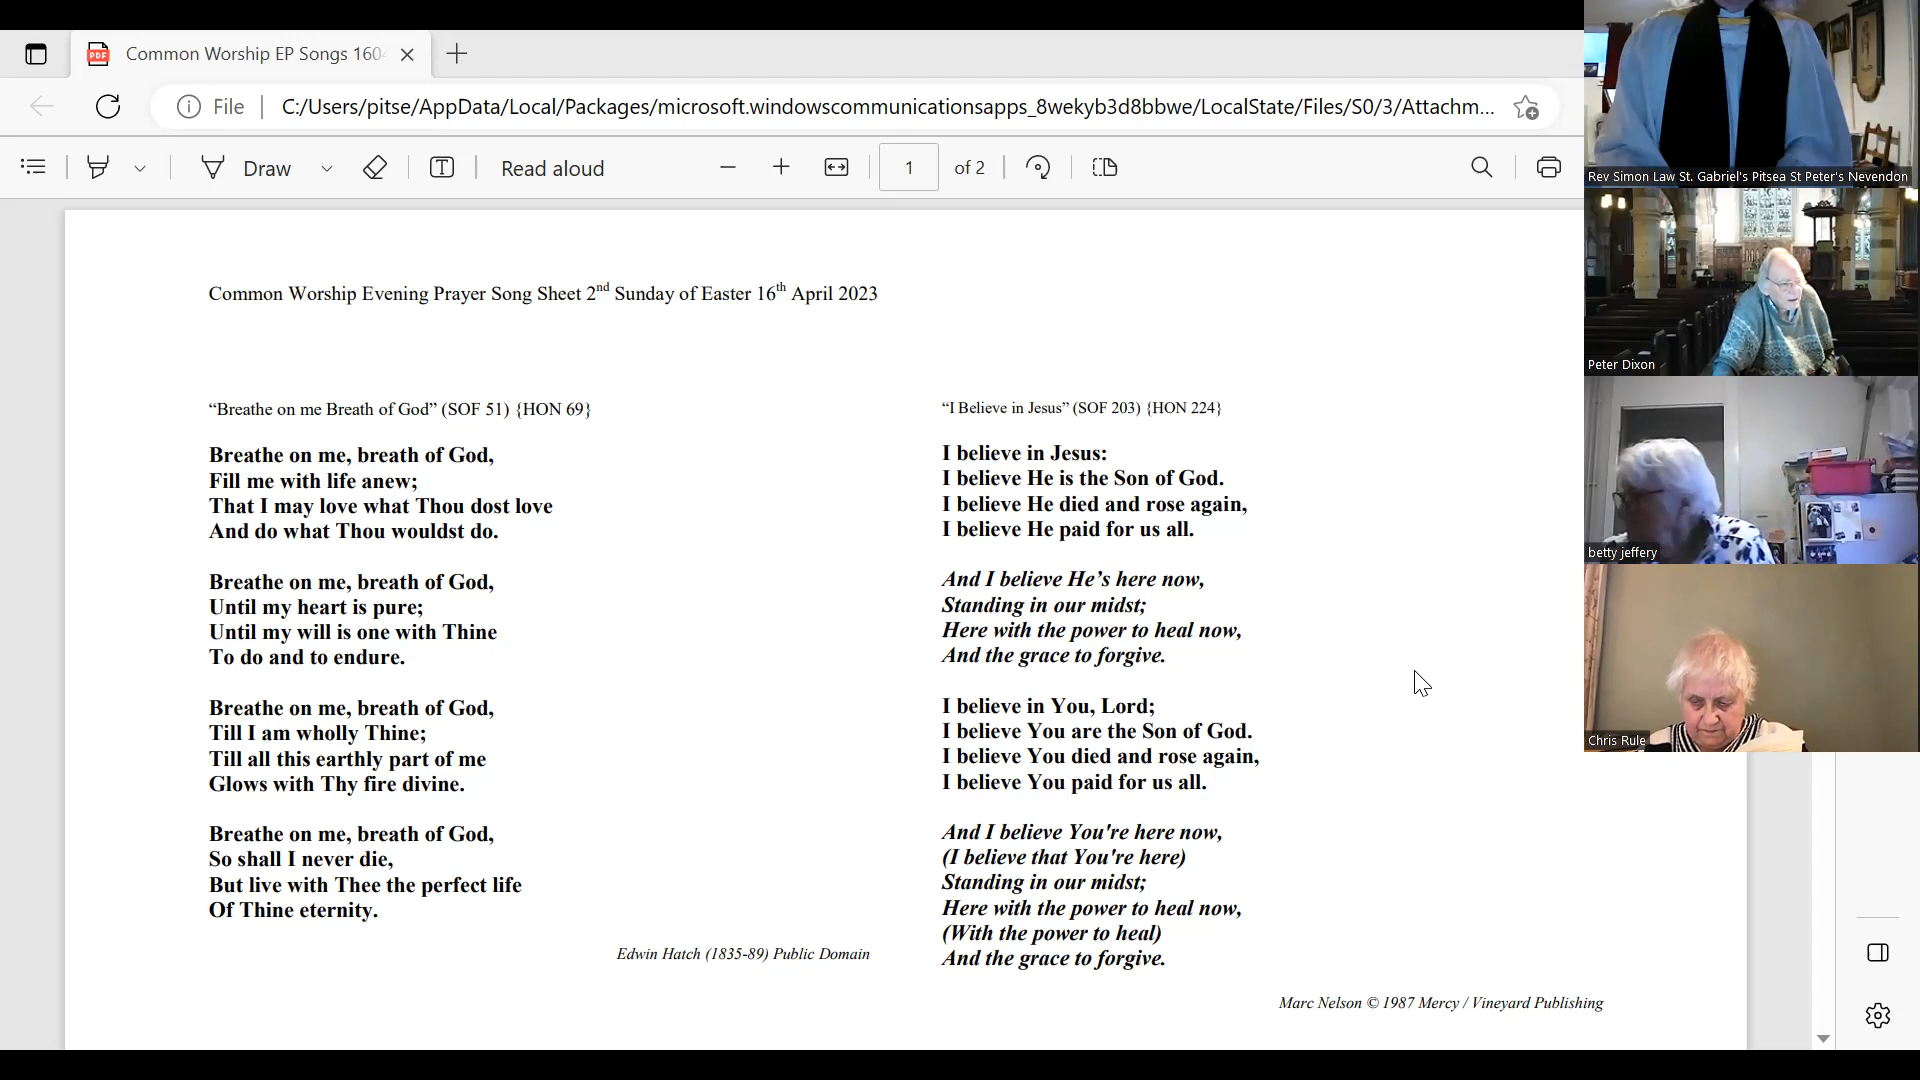 Common Worship EP Songs 160
File
C:/Users/pitse/AppData/Local/Packages/microsoft.windowscommunicationsapps_8wekyb3d8bbwe/LocalState/Files/S0/3/Attachm...
Draw
Read aloud
1
of 2
Common Worship Evening Prayer Song Sheet 2nd Sunday of Easter 16th April 2023
“Breathe on me Breath of God” (SOF 51) {HON 69}
Breathe on me, breath of God,
Fill me with life anew;
That I may love what Thou dost love
And do what Thou wouldst do.
Breathe on me, breath of God,
Until my heart is pure;
Until my will is one with Thine
To do and to endure.
Breathe on me, breath of God,
Till I am wholly Thine;
Till all this earthly part of me
Glows with Thy fire divine.
Breathe on me, breath of God,
So shall I never die,
But live with Thee the perfect life
Of Thine eternity.
Edwin Hatch (1835-89) Public Domain
“I Believe in Jesus” (SOF 203) {HON 224}
I believe in Jesus:
I believe He is the Son of God.
I believe He died and rose again,
I believe He paid for us all.
And I believe He’s here now,
Standing in our midst;
Here with the power to heal now,
And the grace to forgive.
I believe in You, Lord;
I believe You are the Son of God.
I believe You died and rose again,
I believe You paid for us all.
And I believe You're here now,
(I believe that You're here)
Standing in our midst;
Here with the power to heal now,
(With the power to heal)
And the grace to forgive.
Marc Nelson © 1987 Mercy / Vineyard Publishing
Rev Simon Law St. Gabriel's Pitsea St Peter's Nevendon
Peter Dixon
betty jeffery
Chris Rule